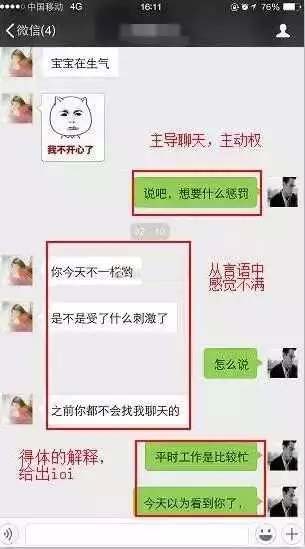 中国移动 4G 16:11
微信(4)
宝宝在生气
我不开心了
主导聊天，主动权
说吧，想要什么惩罚
你今天不一样哟
从言语中
感觉不满
是不是受了什么刺激了
怎么说
之前你都不会找我聊天的
得体的解释，
给出ioi
平时工作是比较忙
今天以为看到你了，